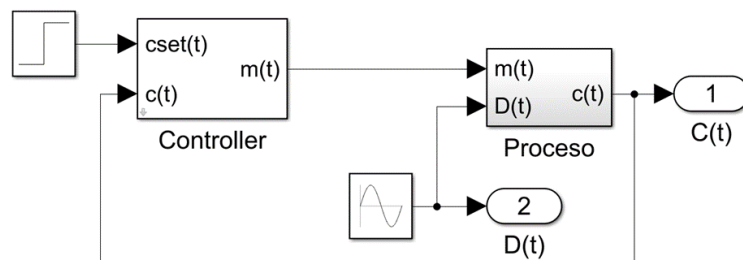 cset(t)
c(t)
m(t)
Controller
m(t)
D(t)
c(t)
Proceso
1
C(t)
2
D(t)